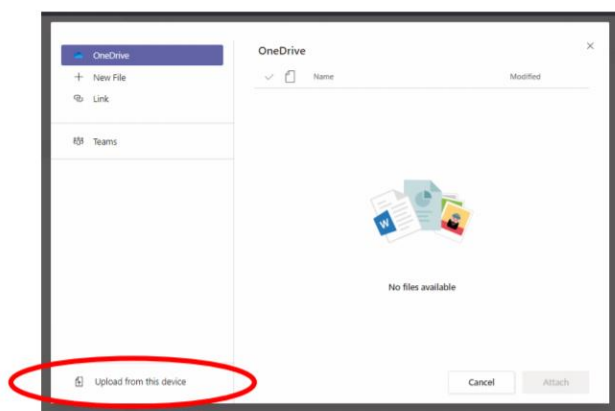 OneDrive
New File
Link
Teams
Upload from this device
OneDrive
Name Modified
W
No files available
Cancel Attach